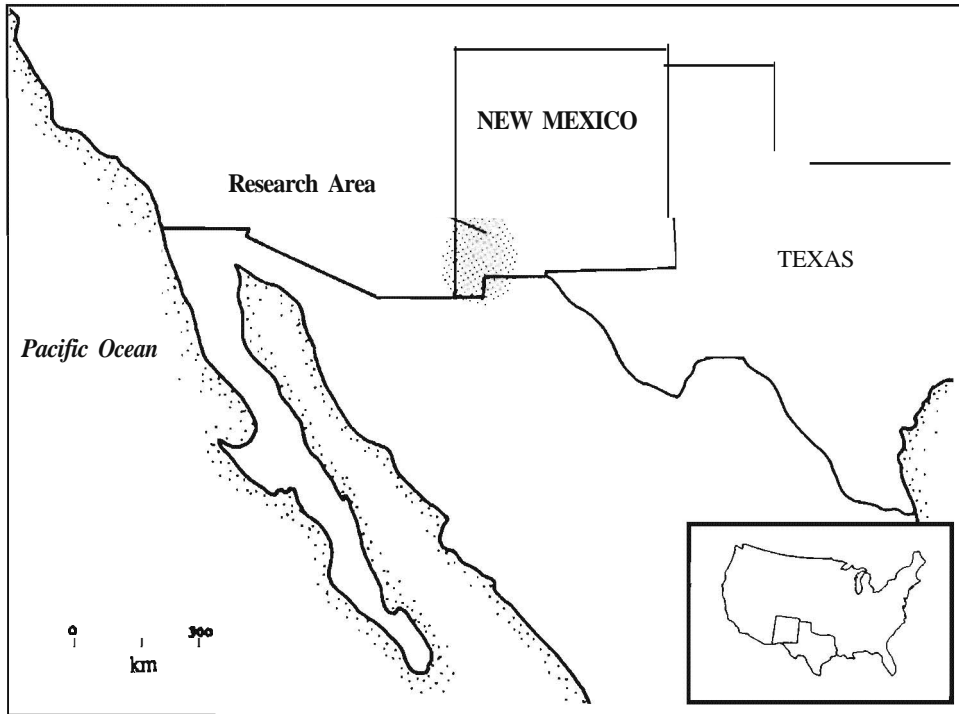 NEW MEXICO
Research Area
TEXAS
Pacific Ocean
0 300
km